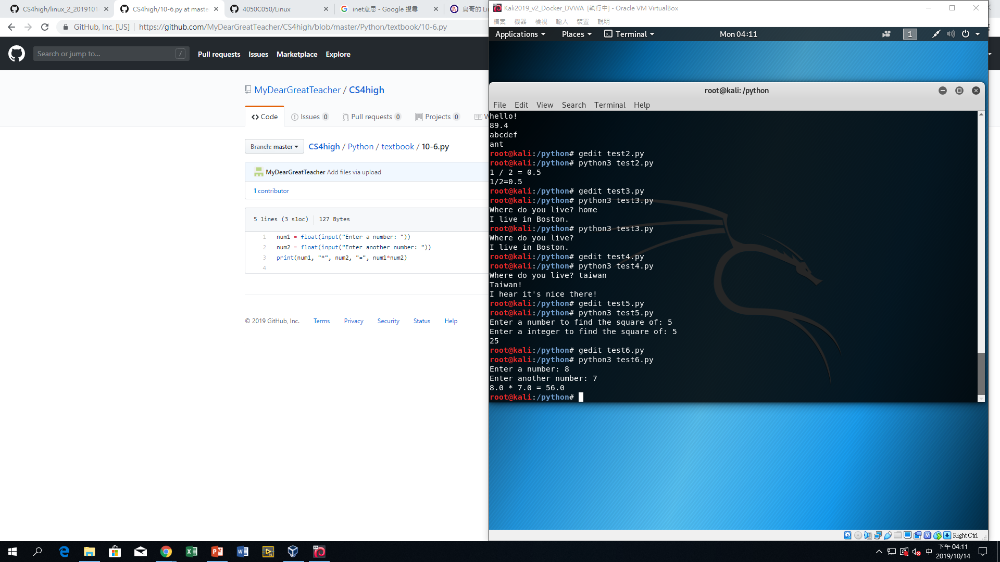 CS4high/linux_2_2019101
CS4high/10-6.py at maste
4050C050/Linux
inet意思 - Google 搜尋
鳥哥的 Li
GitHub, Inc. [US]
https://github.com/MyDearGreatTeacher/CS4high/blob/master/Python/textbook/10-6.py
Search or jump to...
/
Pull requests
Issues
Marketplace
Explore
MyDearGreatTeacher / CS4high
Code
Issues 0
Pull requests 0
Projects 0
W
Branch: master
CS4high / Python / textbook / 10-6.py
MyDearGreatTeacher Add files via upload
1 contributor
5 lines (3 sloc)
127 Bytes
1 num1 = float(input("Enter a number: "))
2 num2 = float(input("Enter another number: "))
3 print(num1, "*", num2, "=", num1*num2)
4
© 2019 GitHub, Inc.
Terms
Privacy
Security
Status
Help
Kali2019_v2_Docker_DVWA [執行中] - Oracle VM VirtualBox
檔案 機器 檢視 輸入 裝置 說明
Applications
Places
Terminal
Mon 04:11
1
root@kali: /python
File Edit View Search Terminal Help
hello!
89.4
abcdef
ant
root@kali:/python# gedit test2.py
root@kali:/python# python3 test2.py
1 / 2 = 0.5
1/2=0.5
root@kali:/python# gedit test3.py
root@kali:/python# python3 test3.py
Where do you live? home
I live in Boston.
root@kali:/python# python3 test3.py
Where do you live?
I live in Boston.
root@kali:/python# gedit test4.py
root@kali:/python# python3 test4.py
Where do you live? taiwan
Taiwan!
I hear it's nice there!
root@kali:/python# gedit test5.py
root@kali:/python# python3 test5.py
Enter a number to find the square of: 5
Enter a integer to find the square of: 5
25
root@kali:/python# gedit test6.py
root@kali:/python# python3 test6.py
Enter a number: 8
Enter another number: 7
8.0 * 7.0 = 56.0
root@kali:/python#
Right Ctrl
中
下午 04:11
2019/10/14